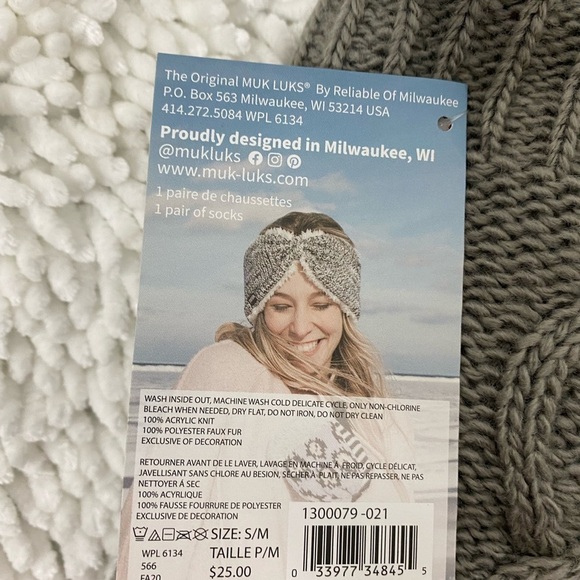 The Original MUK LUKS® By Reliable Of Milwaukee
P.O. Box 563 Milwaukee, WI 53214 USA
414.272.5084 WPL 6134
Proudly designed in Milwaukee, WI
@mukluks
www.muk-luks.com
1 paire de chaussettes
1 pair of socks
WASH INSIDE OUT, MACHINE WASH COLD DELICATE CYCLE, ONLY NON-CHLORINE
BLEACH WHEN NEEDED, DRY FLAT, DO NOT IRON, DO NOT DRY CLEAN
100% ACRYLIC KNIT
100% POLYESTER FAUX FUR
EXCLUSIVE OF DECORATION
RETOURNER AVANT DE LE LAVER, LAVAGE EN MACHINE À FROID, CYCLE DÉLICAT,
JAVELLISANT SANS CHLORE AU BESION, SÉCHER À PLAIT, NE PAS REPASSER, NE PAS
NETTOYER À SEC
100% ACRYLIQUE
100% FAUSSE FOURRURE DE POLYESTER
EXCLUSIVE DE DECORATION
SIZE: S/M
WPL 6134 TAILLE P/M
566
FA20 $25.00
1300079 -021
0 33977 34845 5